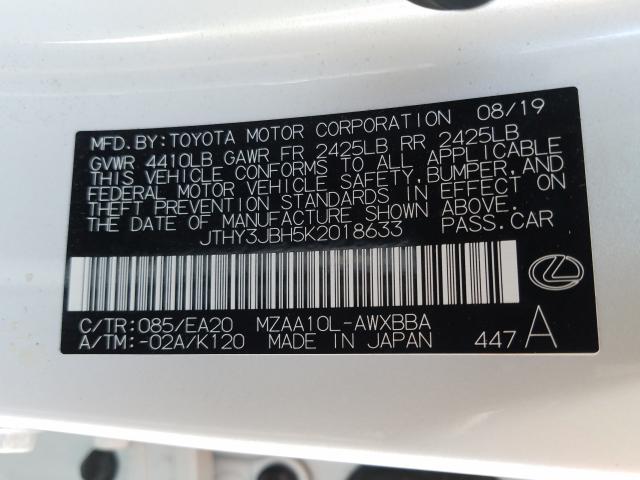 MFD. BY: TOYOTA MOTOR CORPORATION 08/19
GVWR 4410LB GAWR FR 2425LB RR 2425LB
THIS VEHICLE CONFORMS TO ALL APPLICABLE
FEDERAL MOTOR VEHICLE SAFETY, BUMPER, AND
THEFT PREVENTION STANDARDS IN EFFECT ON
THE DATE OF MANUFACTURE SHOWN ABOVE.
JTHY3JBH5K2018633 PASS. CAR
C/TR: 085/EA20 MZAA10L-AWXBBA
A/TM: -02A/K120 MADE IN JAPAN 447 A